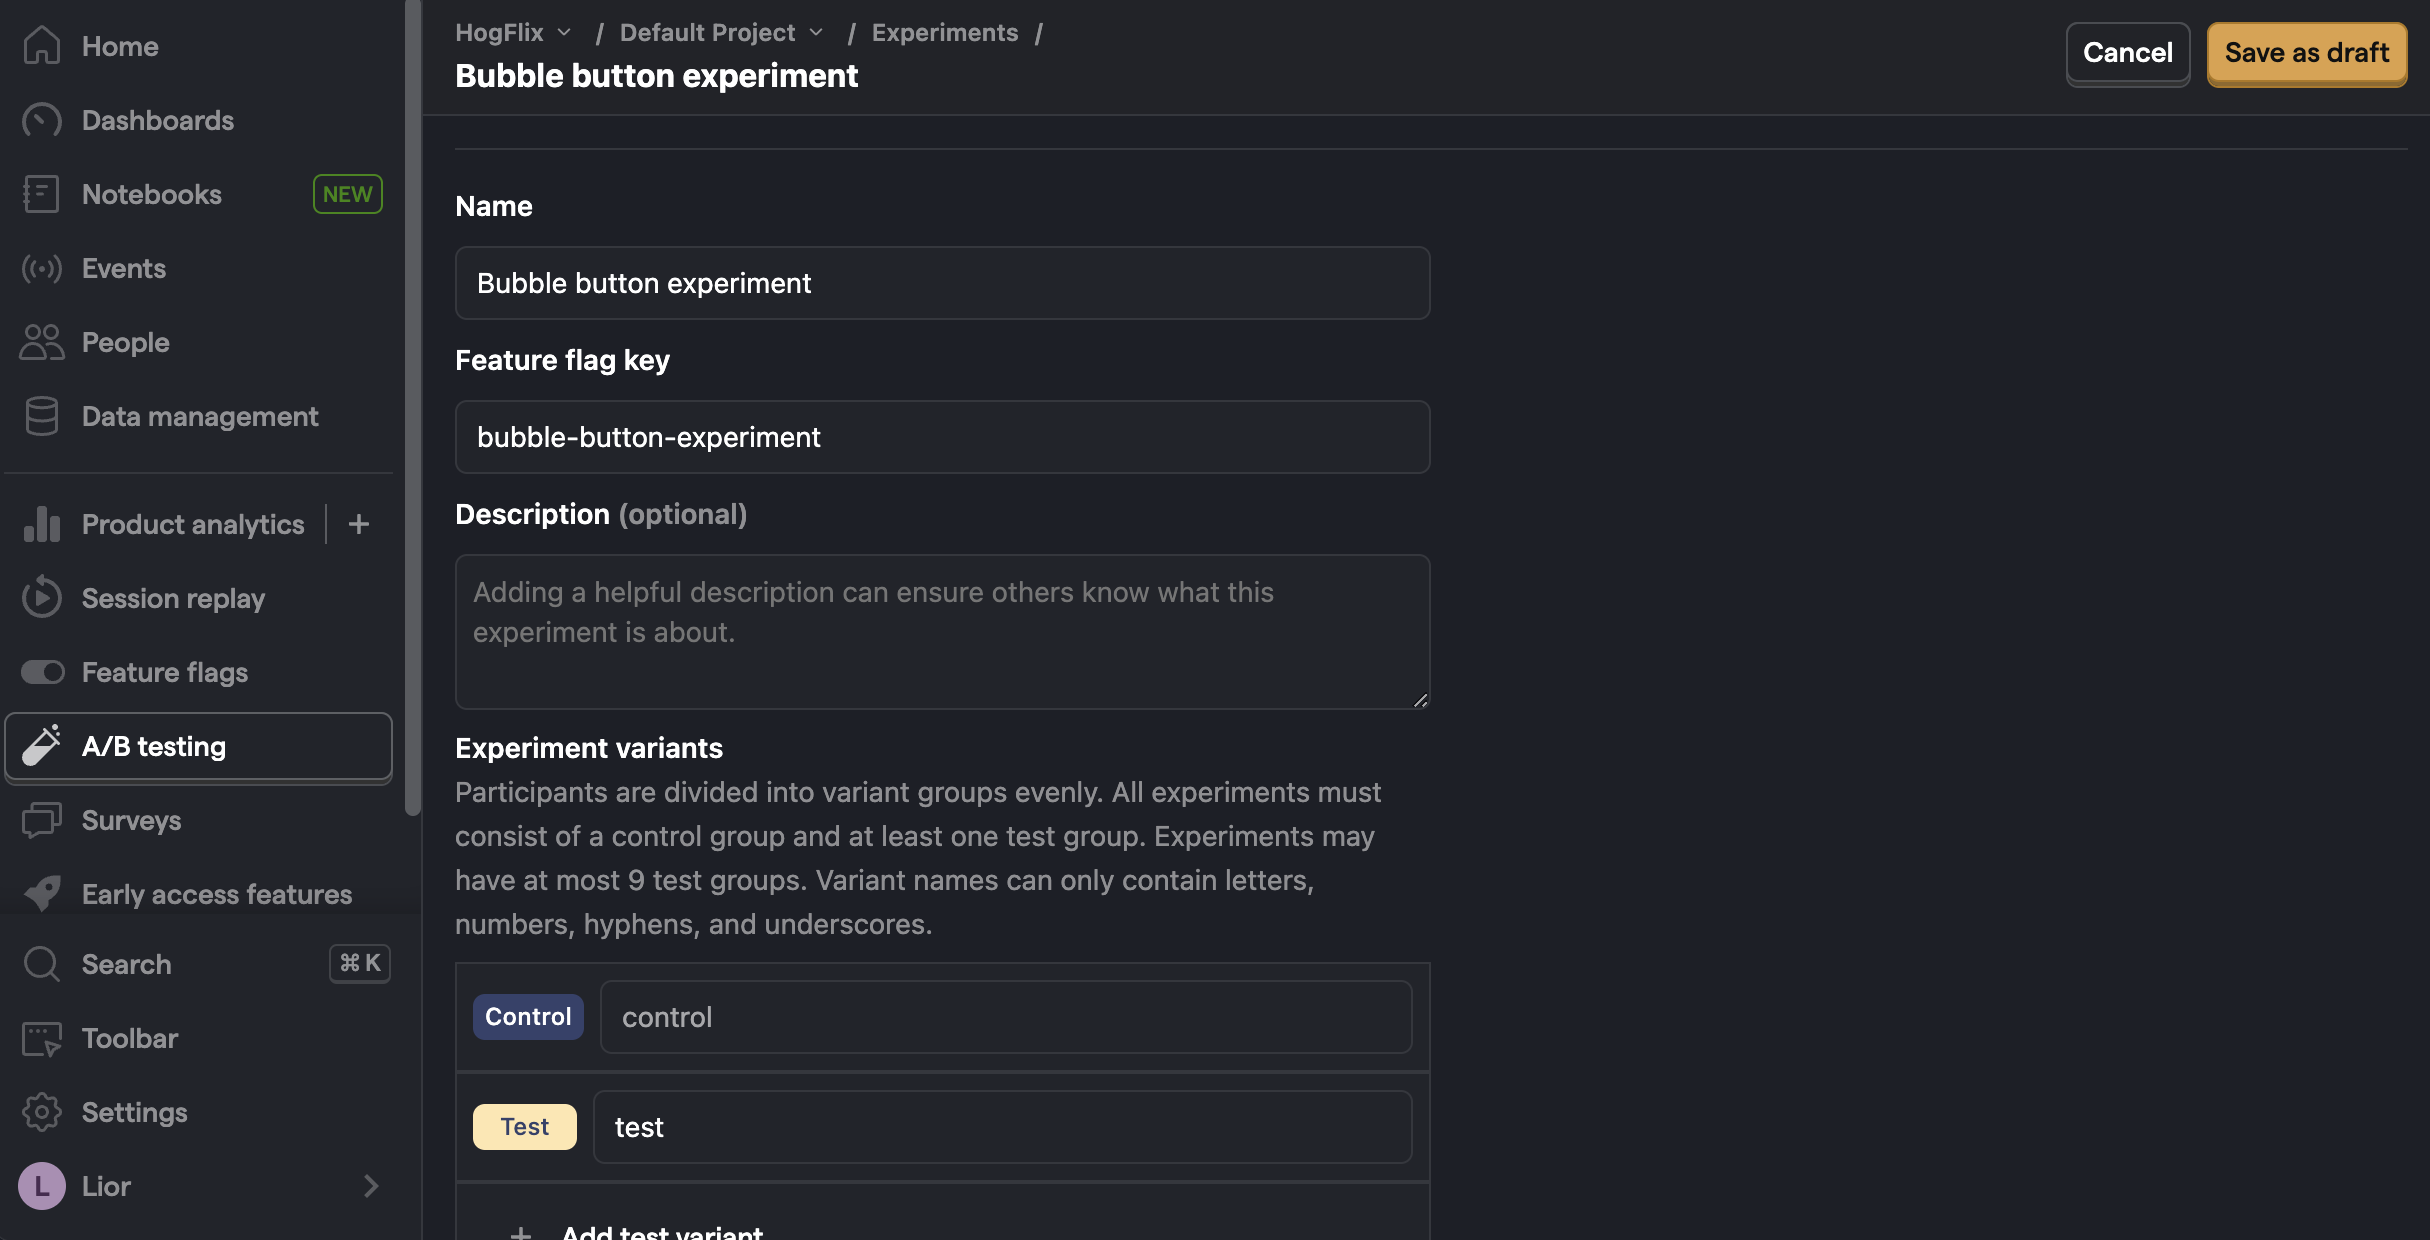 Home
Dashboards
Notebooks NEW
Events
People
Data management
Product analytics +
Session replay
Feature flags
A/B testing
Surveys
Early access features
Search ⌘ K
Toolbar
Settings
L Lior
HogFlix / Default Project / Experiments /
Bubble button experiment
Cancel
Save as draft
Name
Bubble button experiment
Feature flag key
bubble-button-experiment
Description (optional)
Adding a helpful description can ensure others know what this
experiment is about.
Experiment variants
Participants are divided into variant groups evenly. All experiments must
consist of a control group and at least one test group. Experiments may
have at most 9 test groups. Variant names can only contain letters,
numbers, hyphens, and underscores.
Control control
Test test
+ Add test variant